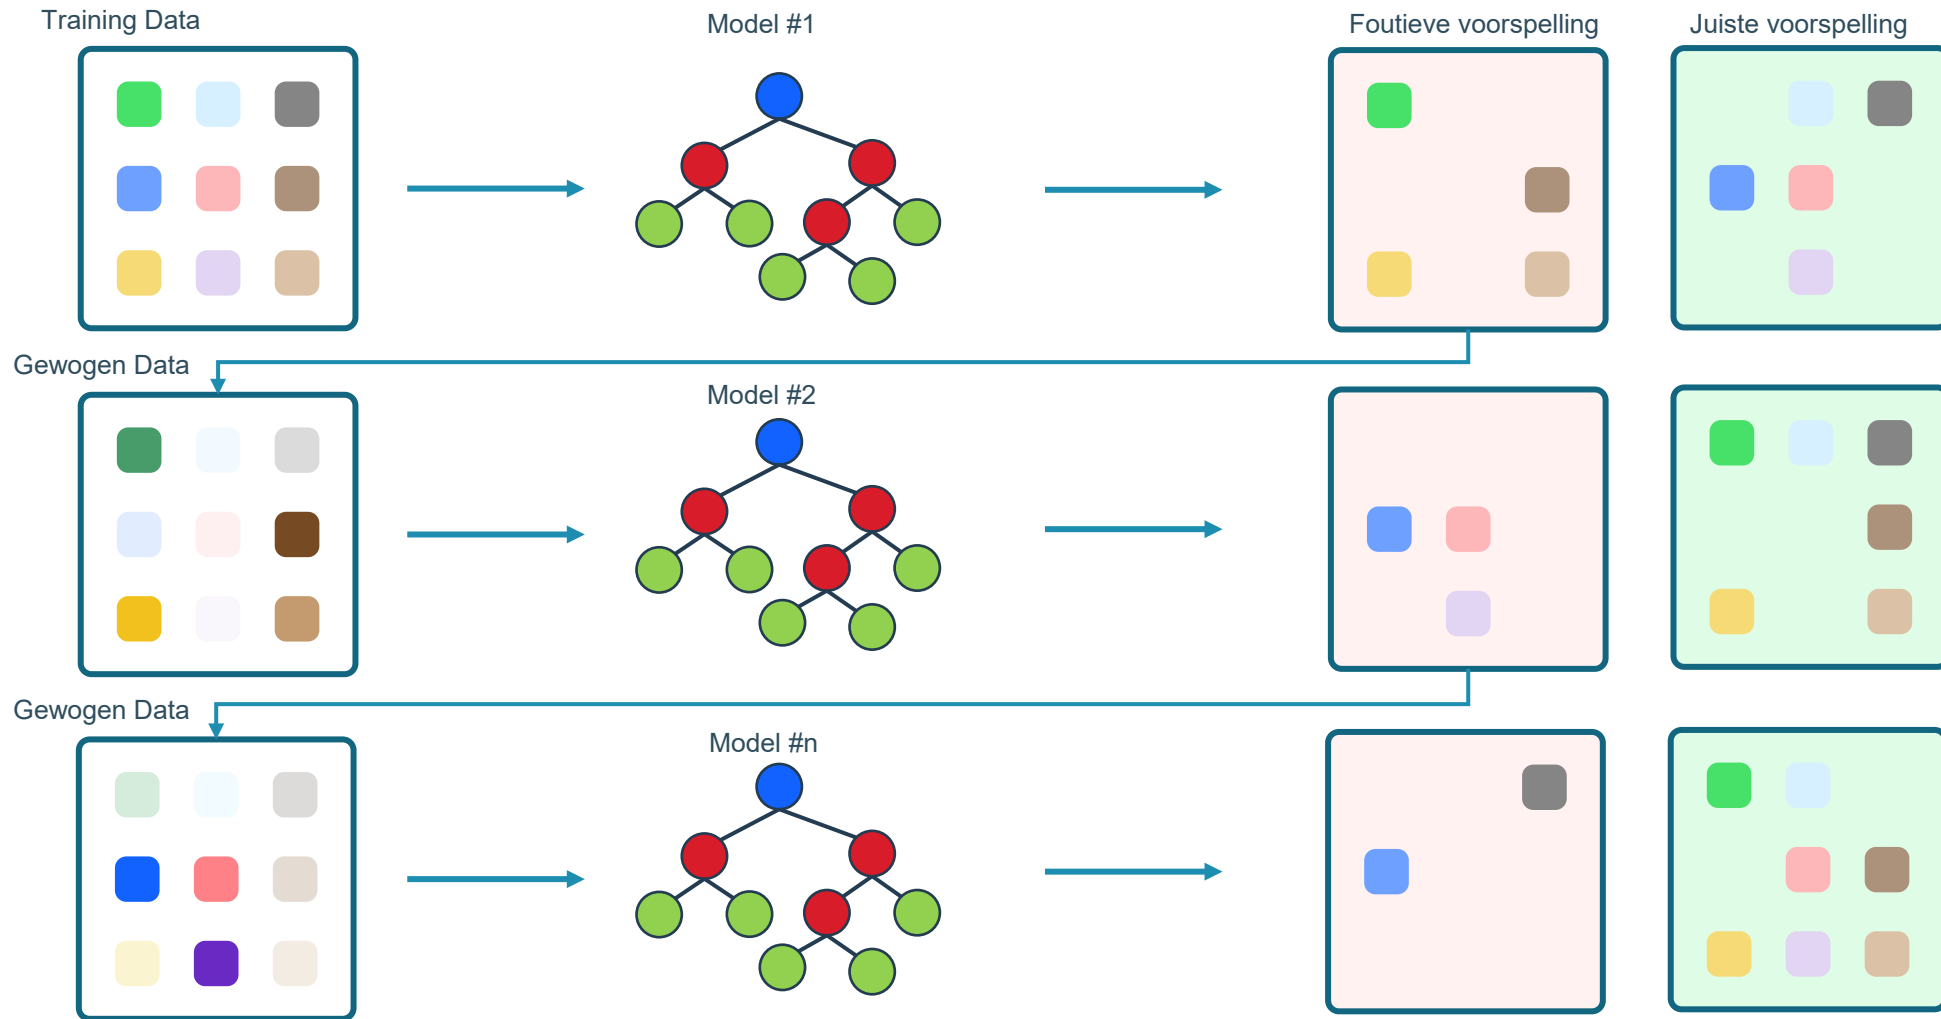 Training Data
Model #1
Foutieve voorspelling
Juiste voorspelling
Gewogen Data
Model #2
Gewogen Data
Model #n